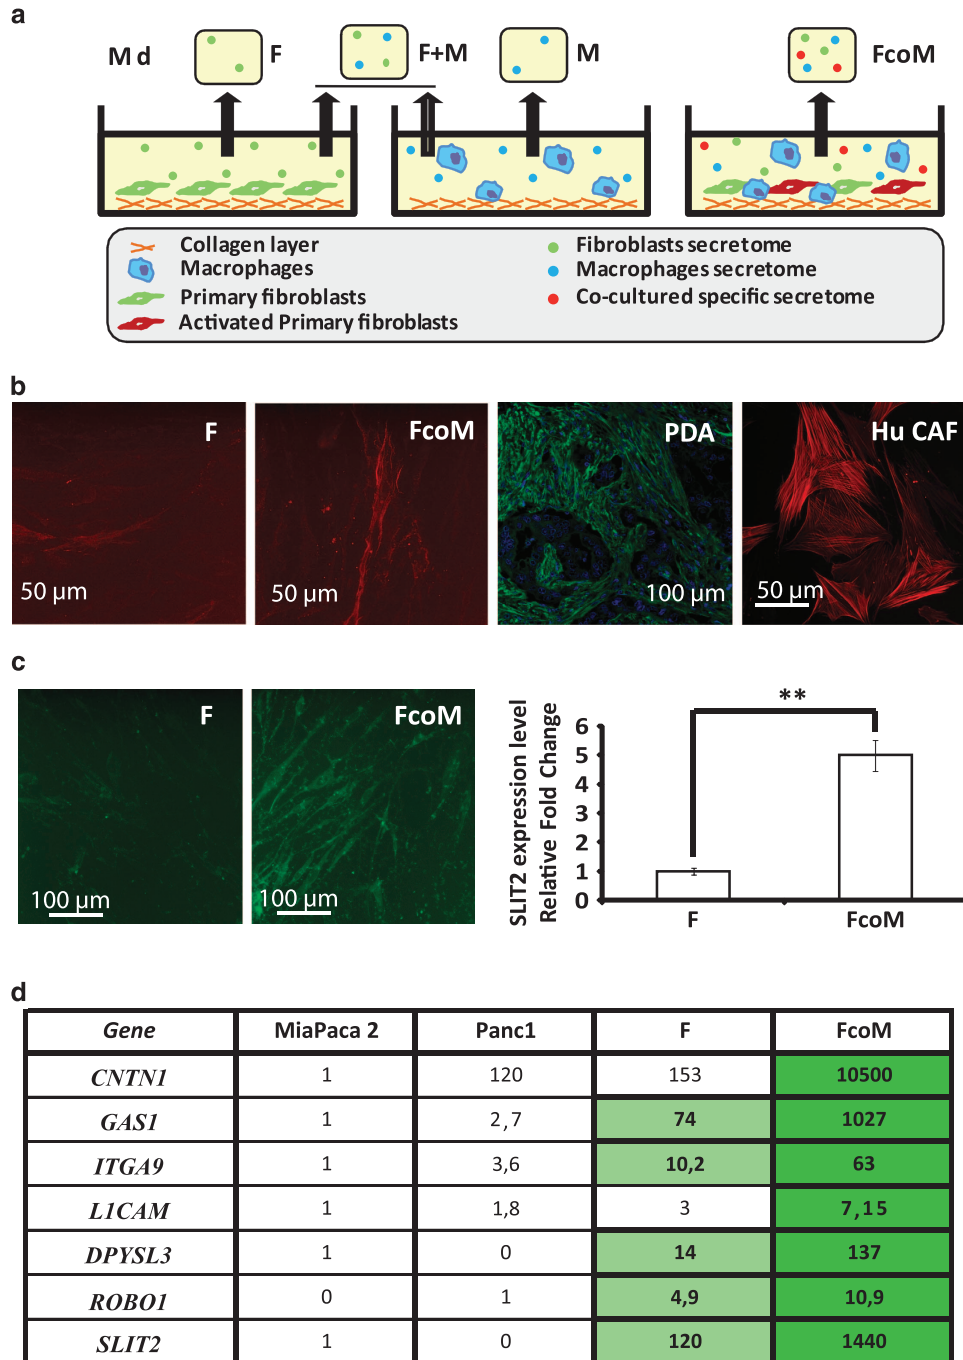 a
M d
F
F+M
M
FcoM
Collagen layer
Macrophages
Primary fibroblasts
Activated Primary fibroblasts
Fibroblasts secretome
Macrophages secretome
Co-cultured specific secretome
b
F
50 µm
FcoM
50 µm
PDA
100 µm
Hu CAF
50 µm
c
F
100 µm
FcoM
100 µm
SLIT2 expression level
Relative Fold Change
6
5
4
3
2
1
0
**
F
FcoM
d
Gene MiaPaca 2 Panc1 F FcoM
CNTN1 1 120 153 10500
GAS1 1 2,7 74 1027
ITGA9 1 3,6 10,2 63
L1CAM 1 1,8 3 7,15
DPYSL3 1 0 14 137
ROBO1 0 1 4,9 10,9
SLIT2 1 0 120 1440